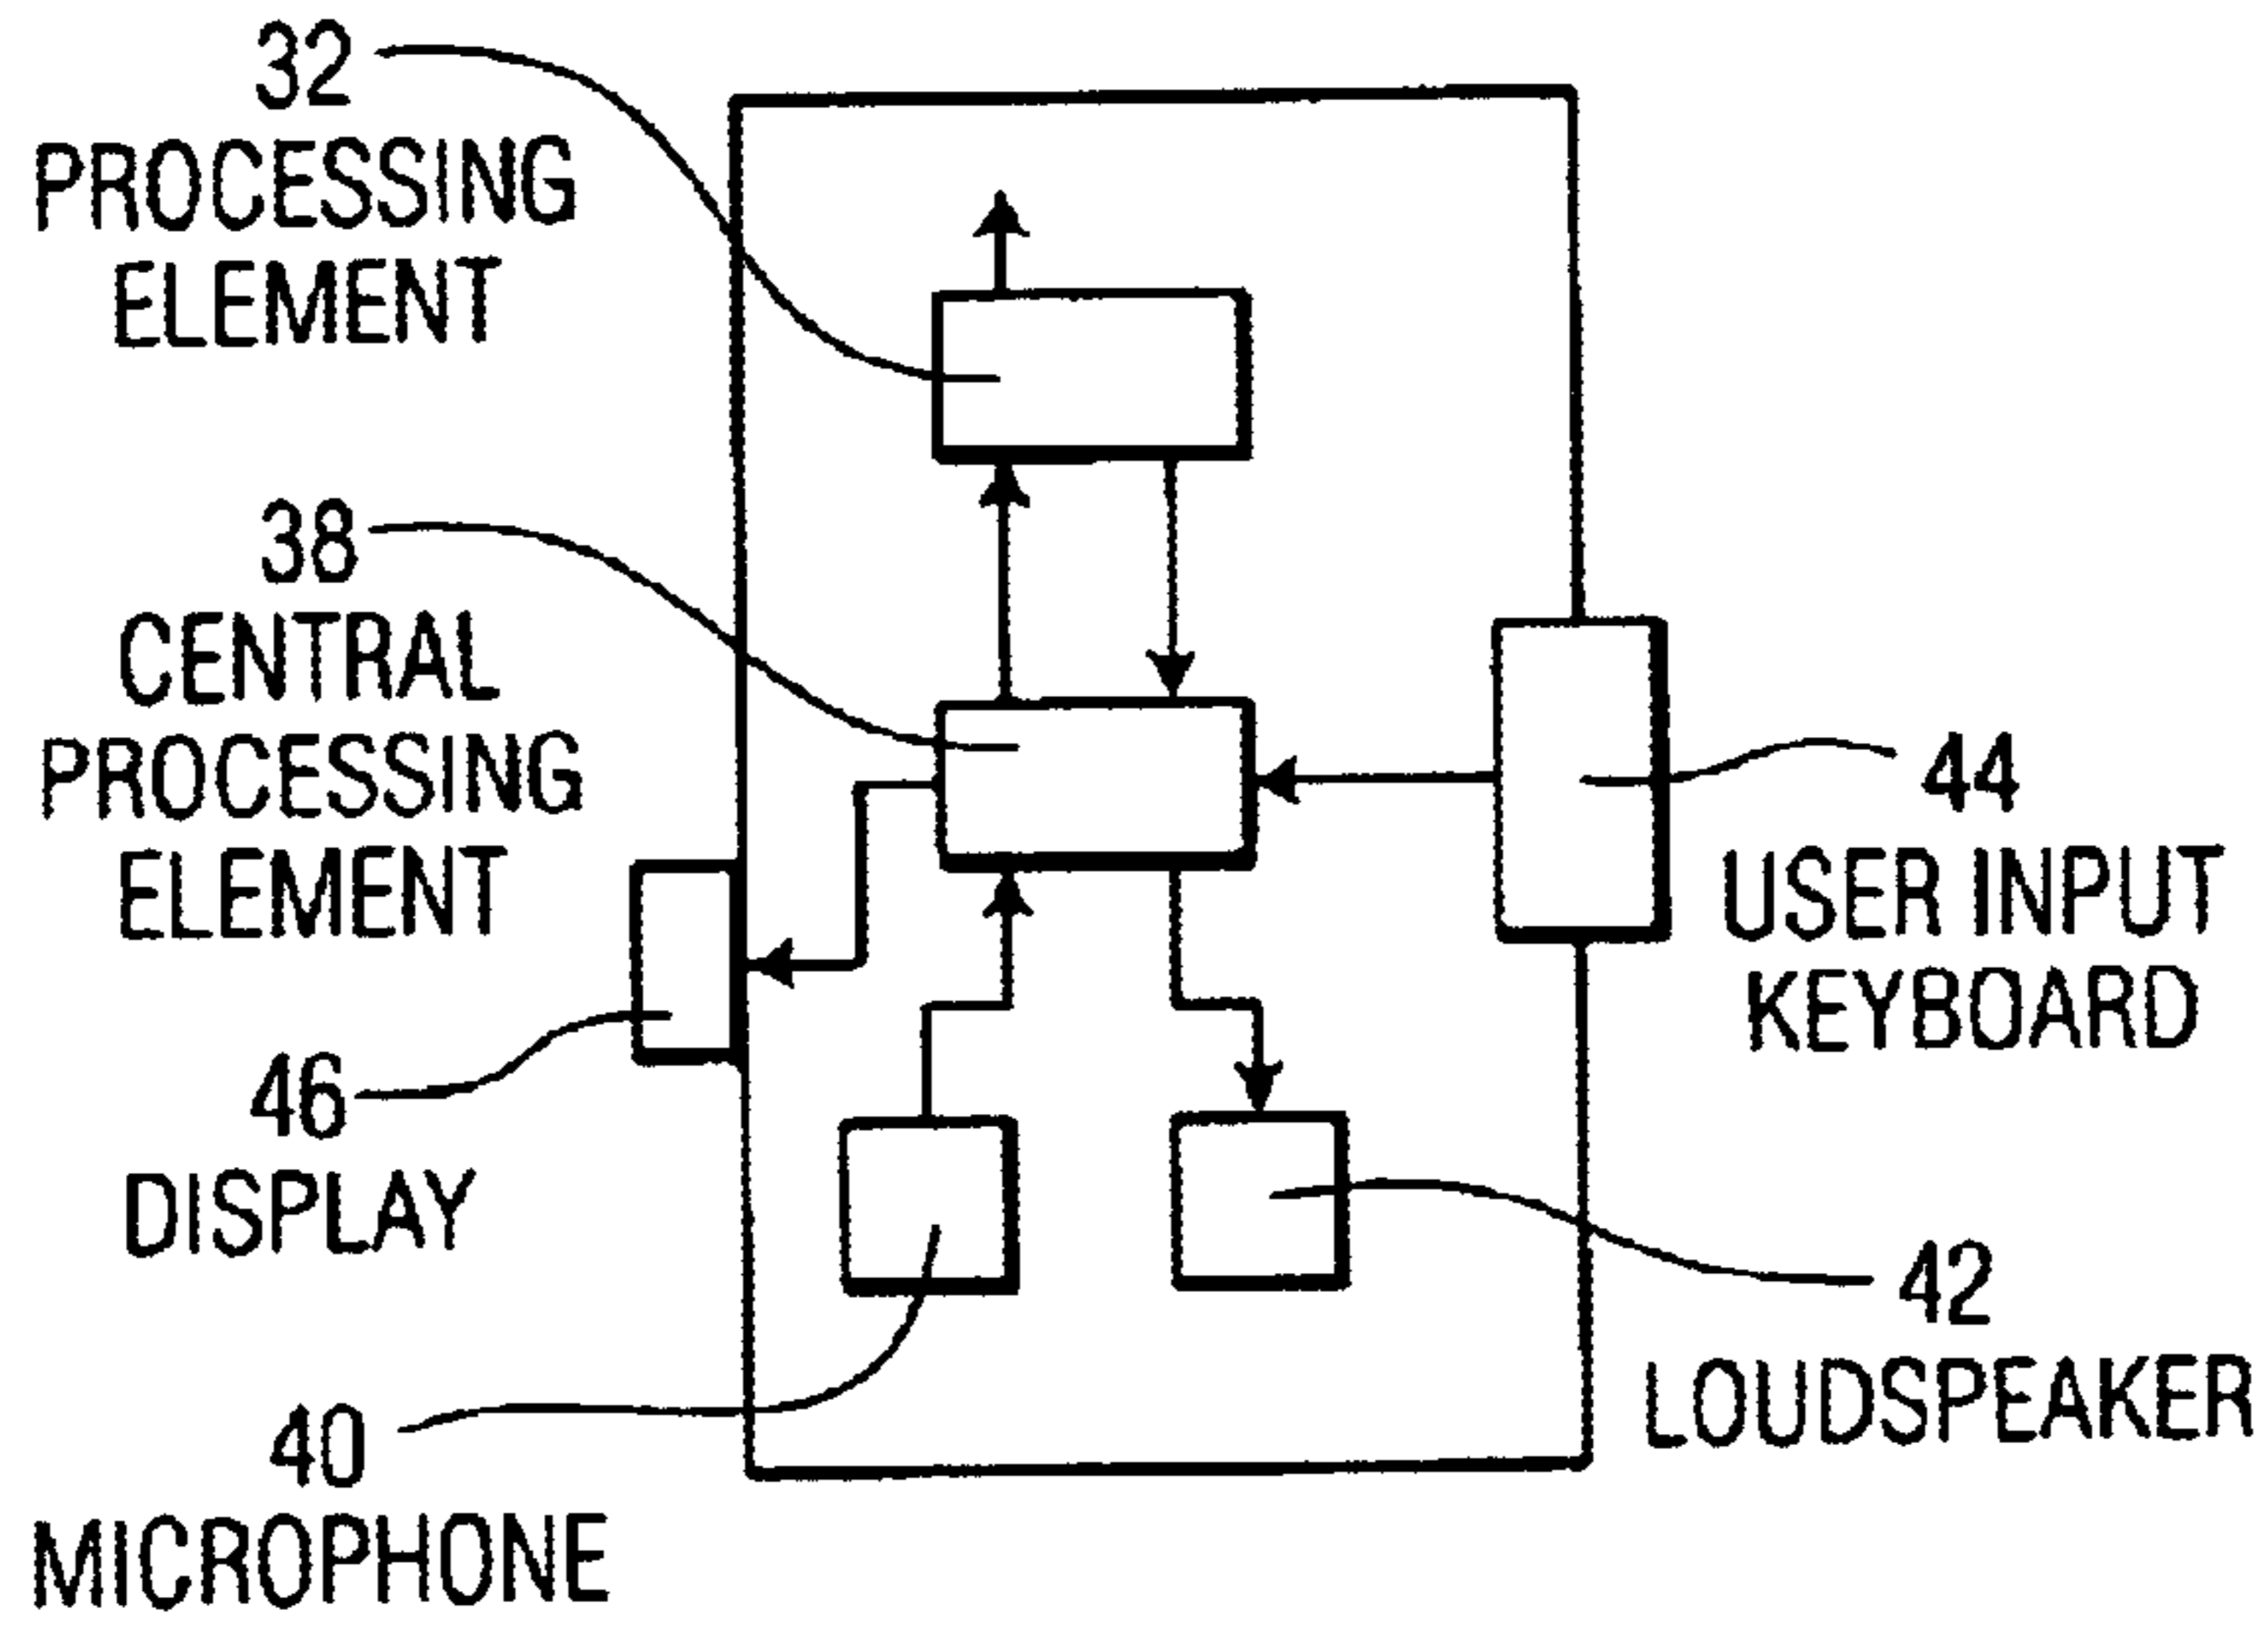 32
PROCESSING
ELEMENT
38
CENTRAL
PROCESSING
ELEMENT
46
DISPLAY
40
MICROPHONE
44
USER INPUT
KEYBOARD
42
LOUDSPEAKER